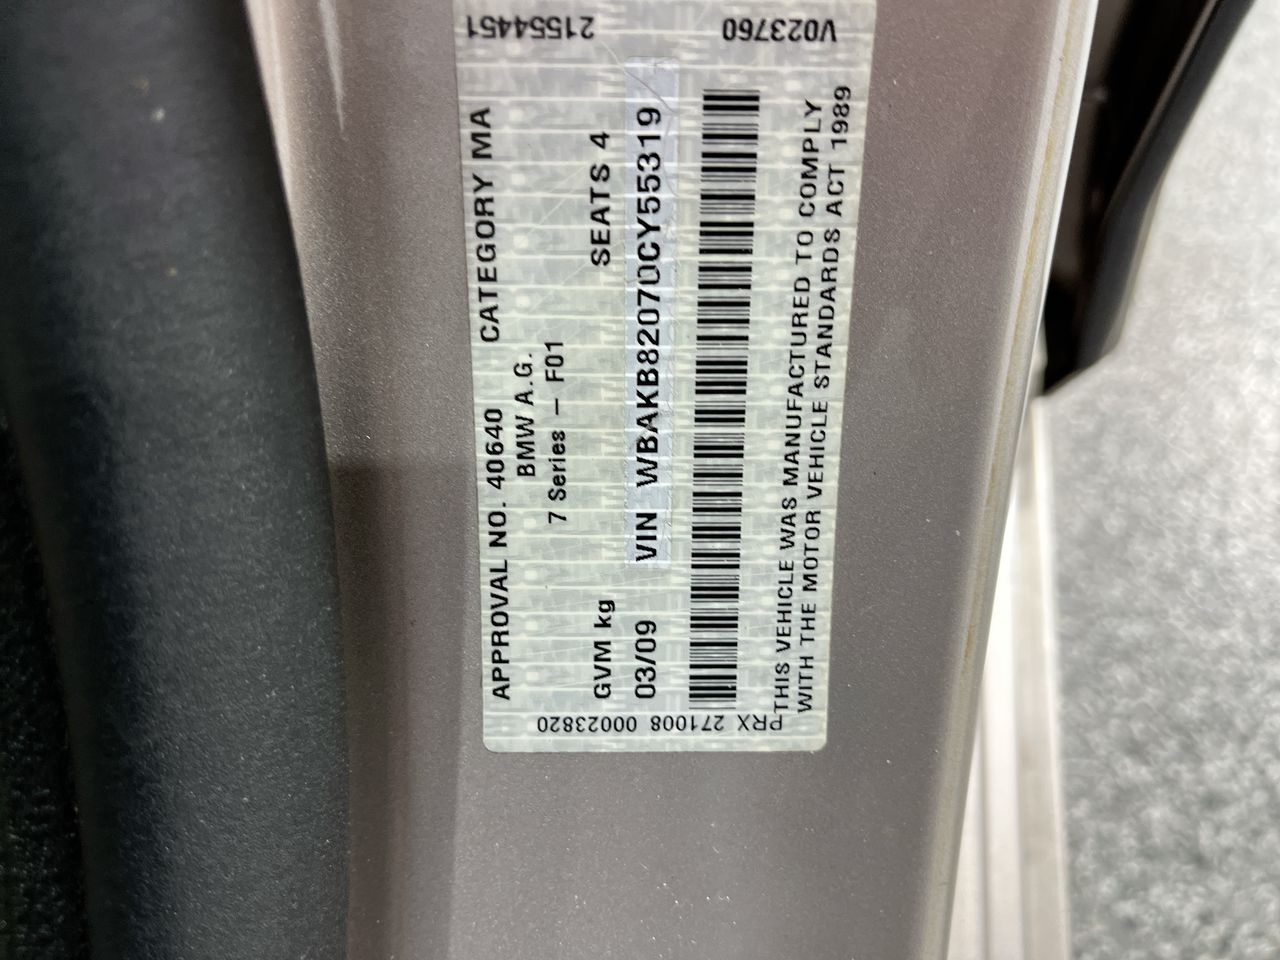 21554451
V023760
APPROVAL NO. 40640 CATEGORY MA
BMW A.G.
7 Series – F01
GVM kg SEATS 4
03/09 VIN WBAKB82070CY55319
THIS VEHICLE WAS MANUFACTURED TO COMPLY
WITH THE MOTOR VEHICLE STANDARDS ACT 1989
PRX 271008 00023820